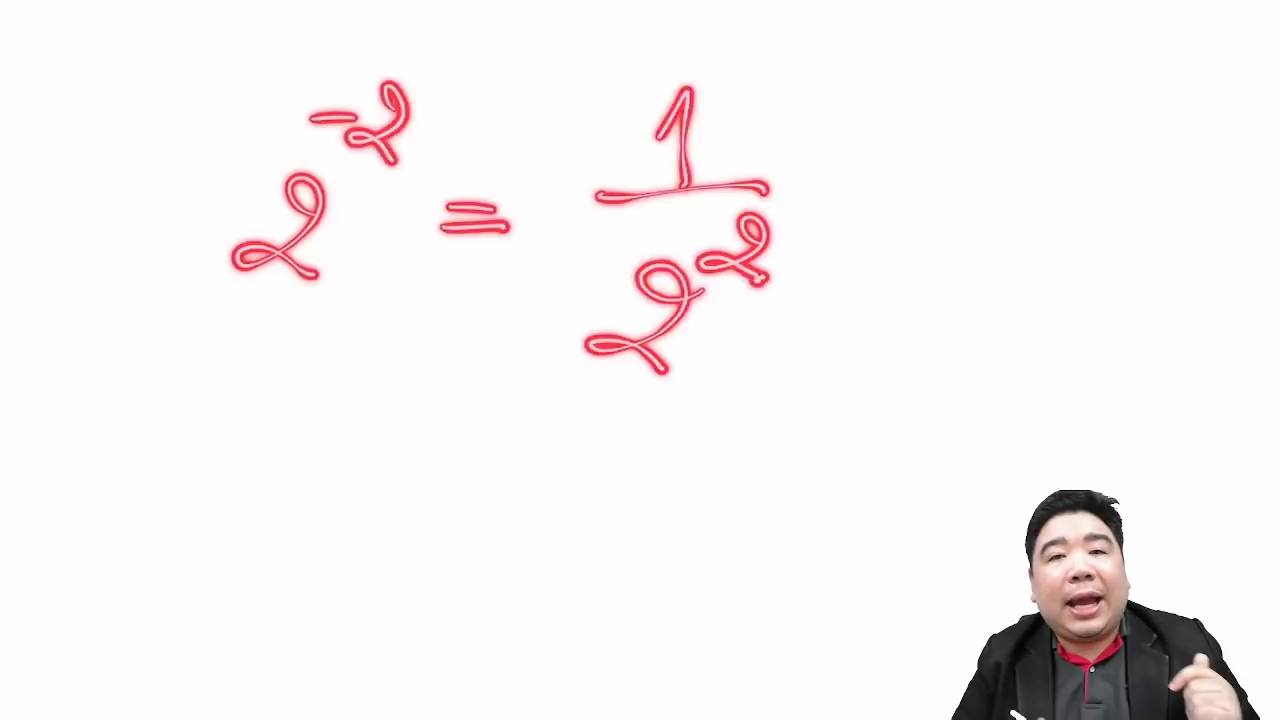 2⁻² = 1/2²